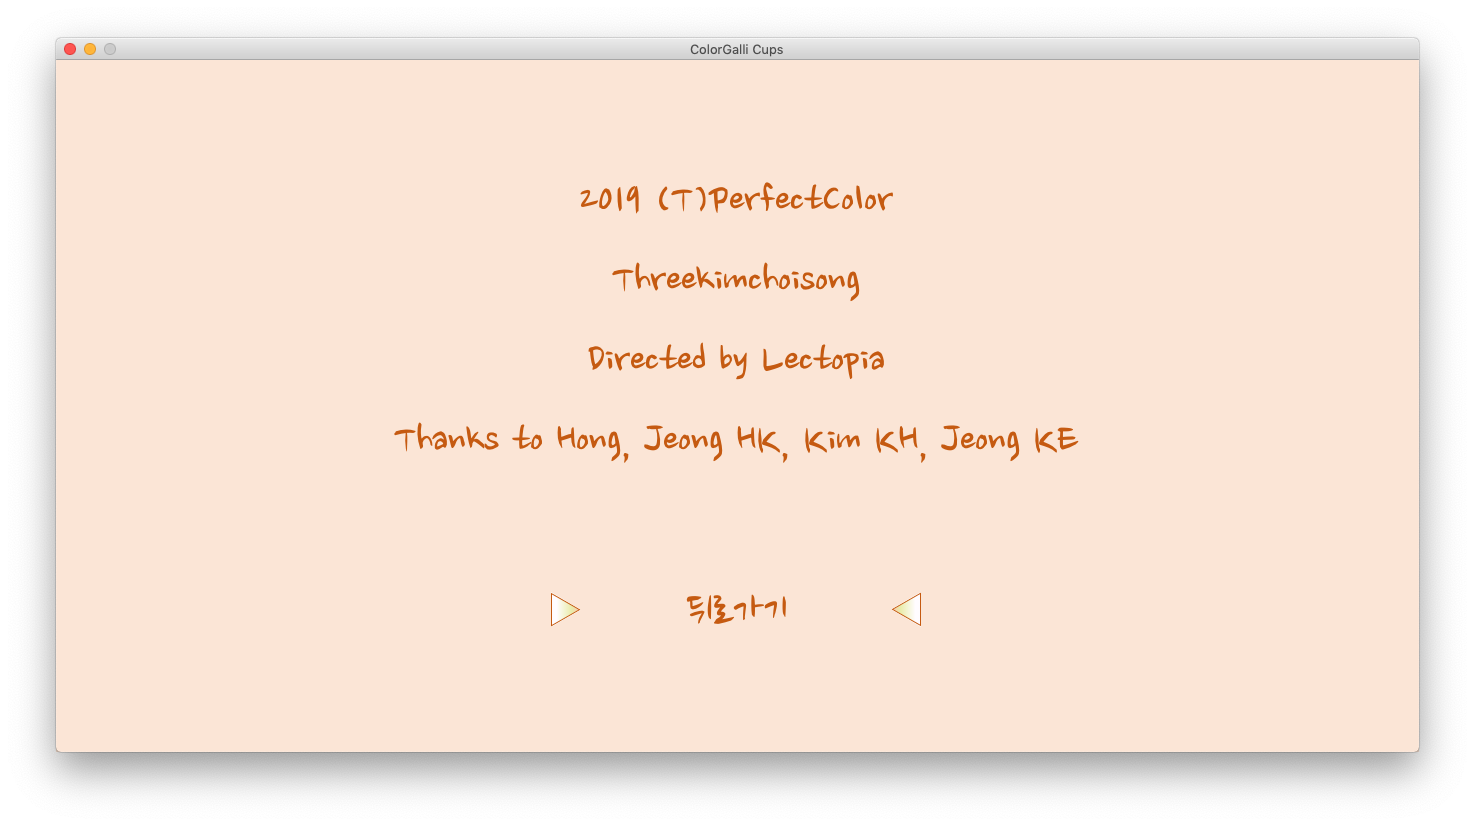 ColorGalli Cups
2019 (T)PerfectColor
Threekimchoisong
Directed by Lectopia
Thanks to Hong, Jeong HK, Kim KH, Jeong KE
뒤로가기